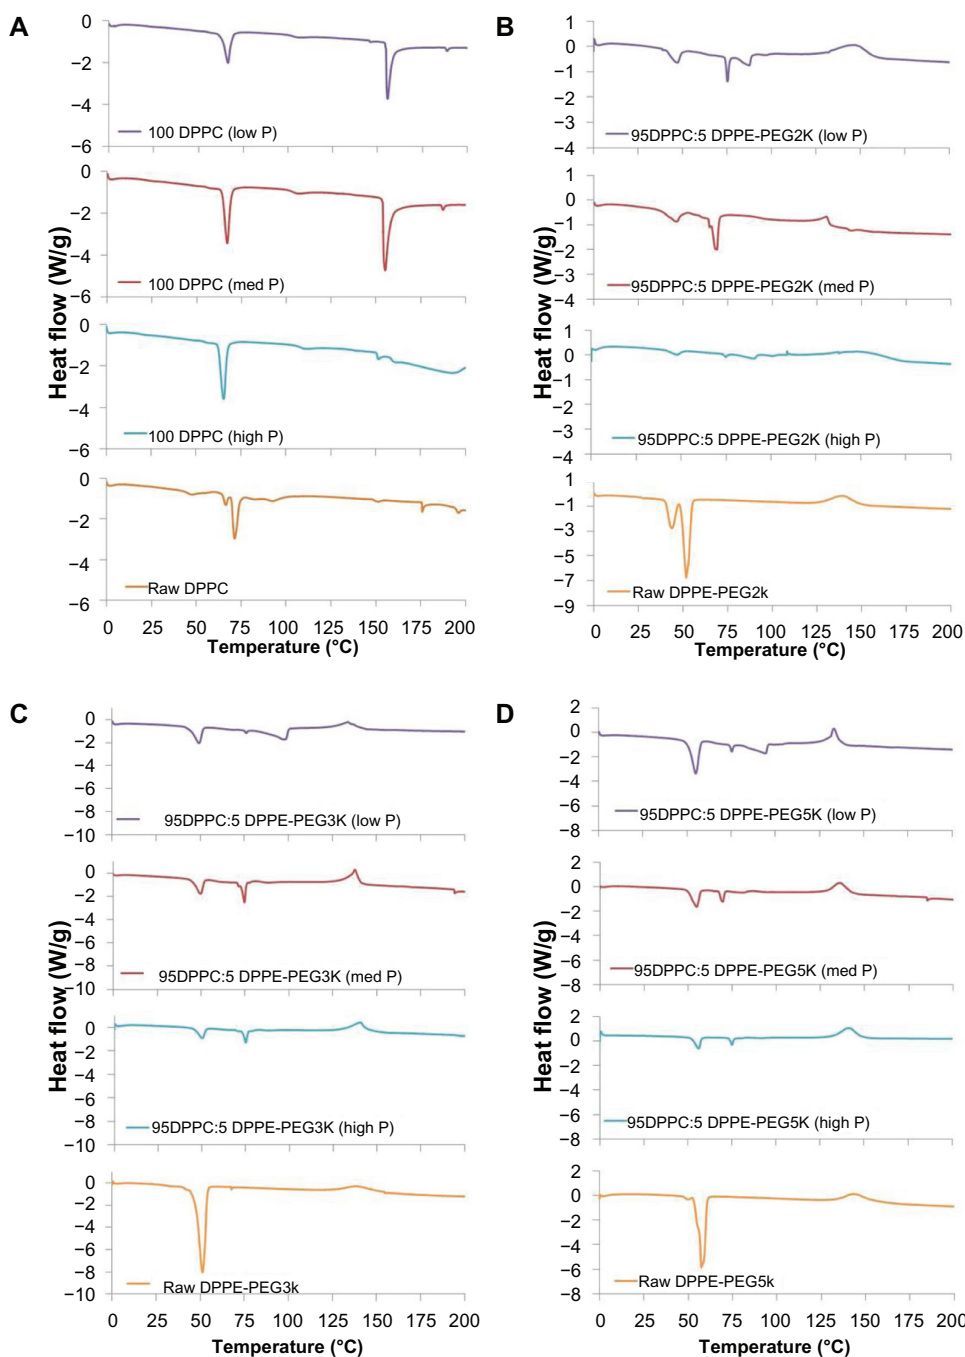 A
Heat flow (W/g)
0
−2
−4
−6
100 DPPC (low P)
0
−2
−4
−6
100 DPPC (med P)
0
−2
−4
−6
100 DPPC (high P)
0
−2
−4
−6
Raw DPPC
0 25 50 75 100 125 150 175 200
Temperature (°C)
B
Heat flow (W/g)
1
0
−1
−2
−3
−4
95DPPC:5 DPPE-PEG2K (low P)
1
0
−1
−2
−3
−4
95DPPC:5 DPPE-PEG2K (med P)
1
0
−1
−2
−3
−4
95DPPC:5 DPPE-PEG2K (high P)
1
−1
−3
−5
−7
−9
Raw DPPE-PEG2k
0 25 50 75 100 125 150 175 200
Temperature (°C)
C
Heat flow (W/g)
0
−2
−4
−6
−8
−10
95DPPC:5 DPPE-PEG3K (low P)
0
−2
−4
−6
−8
−10
95DPPC:5 DPPE-PEG3K (med P)
0
−2
−4
−6
−8
−10
95DPPC:5 DPPE-PEG3K (high P)
0
−2
−4
−6
−8
−10
Raw DPPE-PEG3k
0 25 50 75 100 125 150 175 200
Temperature (°C)
D
Heat flow (W/g)
2
0
−2
−4
−6
−8
95DPPC:5 DPPE-PEG5K (low P)
2
0
−2
−4
−6
−8
95DPPC:5 DPPE-PEG5K (med P)
2
0
−2
−4
−6
−8
95DPPC:5 DPPE-PEG5K (high P)
2
0
−2
−4
−6
−8
Raw DPPE-PEG5k
0 25 50 75 100 125 150 175 200
Temperature (°C)